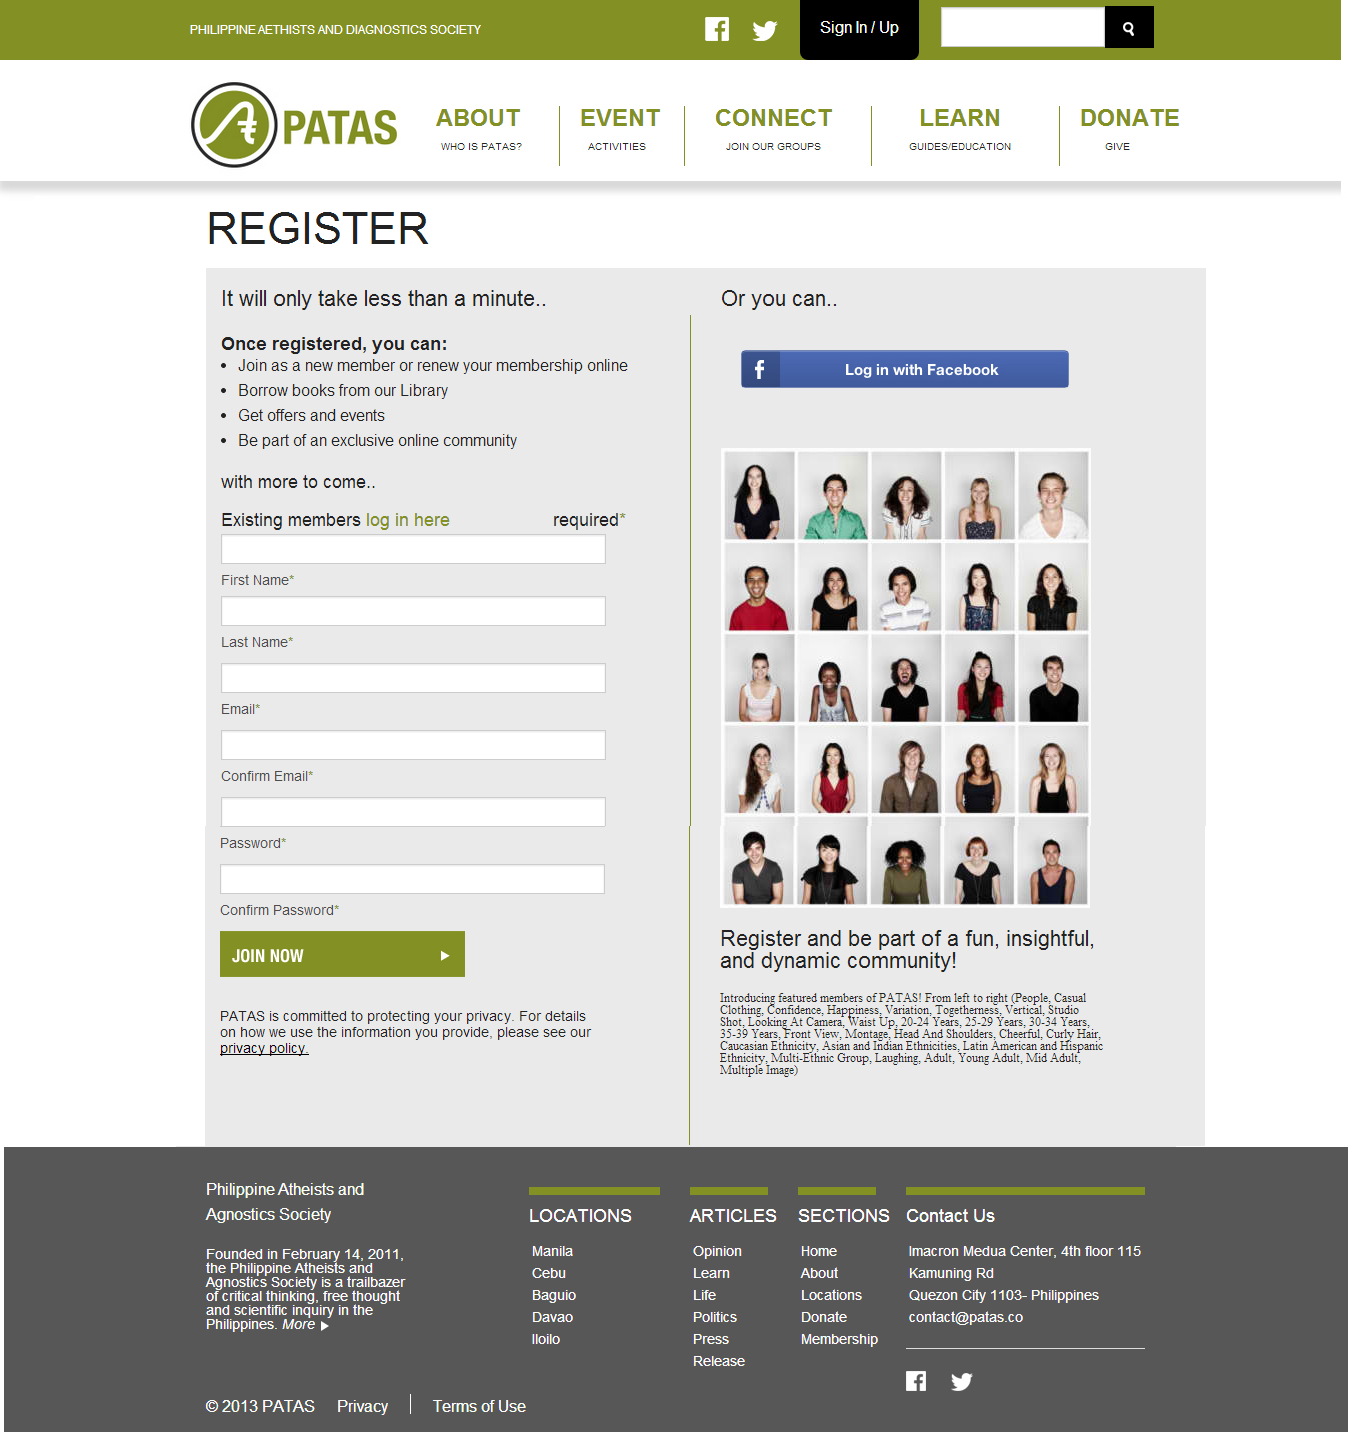 PHILIPPINE AETHISTS AND DIAGNOSTICS SOCIETY
Sign In / Up
PATAS
ABOUT
WHO IS PATAS?
EVENT
ACTIVITIES
CONNECT
JOIN OUR GROUPS
LEARN
GUIDES/EDUCATION
DONATE
GIVE
REGISTER
It will only take less than a minute..
Once registered, you can:
• Join as a new member or renew your membership online
• Borrow books from our Library
• Get offers and events
• Be part of an exclusive online community
with more to come..
Existing members log in here
required*
First Name*
Last Name*
Email*
Confirm Email*
Password*
Confirm Password*
JOIN NOW
PATAS is committed to protecting your privacy. For details
on how we use the information you provide, please see our
privacy policy.
Or you can..
Log in with Facebook
Register and be part of a fun, insightful,
and dynamic community!
Introducing featured members of PATAS! From left to right (People, Casual
Clothing, Confidence, Happiness, Variation, Togetherness, Vertical, Studio
Shot, Looking At Camera, Waist Up, 20-24 Years, 25-29 Years, 30-34 Years,
35-39 Years, Front View, Montage, Head And Shoulders, Cheerful, Curly Hair,
Caucasian Ethnicity, Asian and Indian Ethnicities, Latin American and Hispanic
Ethnicity, Multi-Ethnic Group, Laughing, Adult, Young Adult, Mid Adult,
Multiple Image)
Philippine Atheists and
Agnostics Society
Founded in February 14, 2011,
the Philippine Atheists and
Agnostics Society is a trailbazer
of critical thinking, free thought
and scientific inquiry in the
Philippines. More
LOCATIONS
Manila
Cebu
Baguio
Davao
Iloilo
ARTICLES
Opinion
Learn
Life
Politics
Press
Release
SECTIONS
Home
About
Locations
Donate
Membership
Contact Us
Imacron Medua Center, 4th floor 115
Kamuning Rd
Quezon City 1103- Philippines
contact@patas.co
© 2013 PATAS
Privacy
Terms of Use